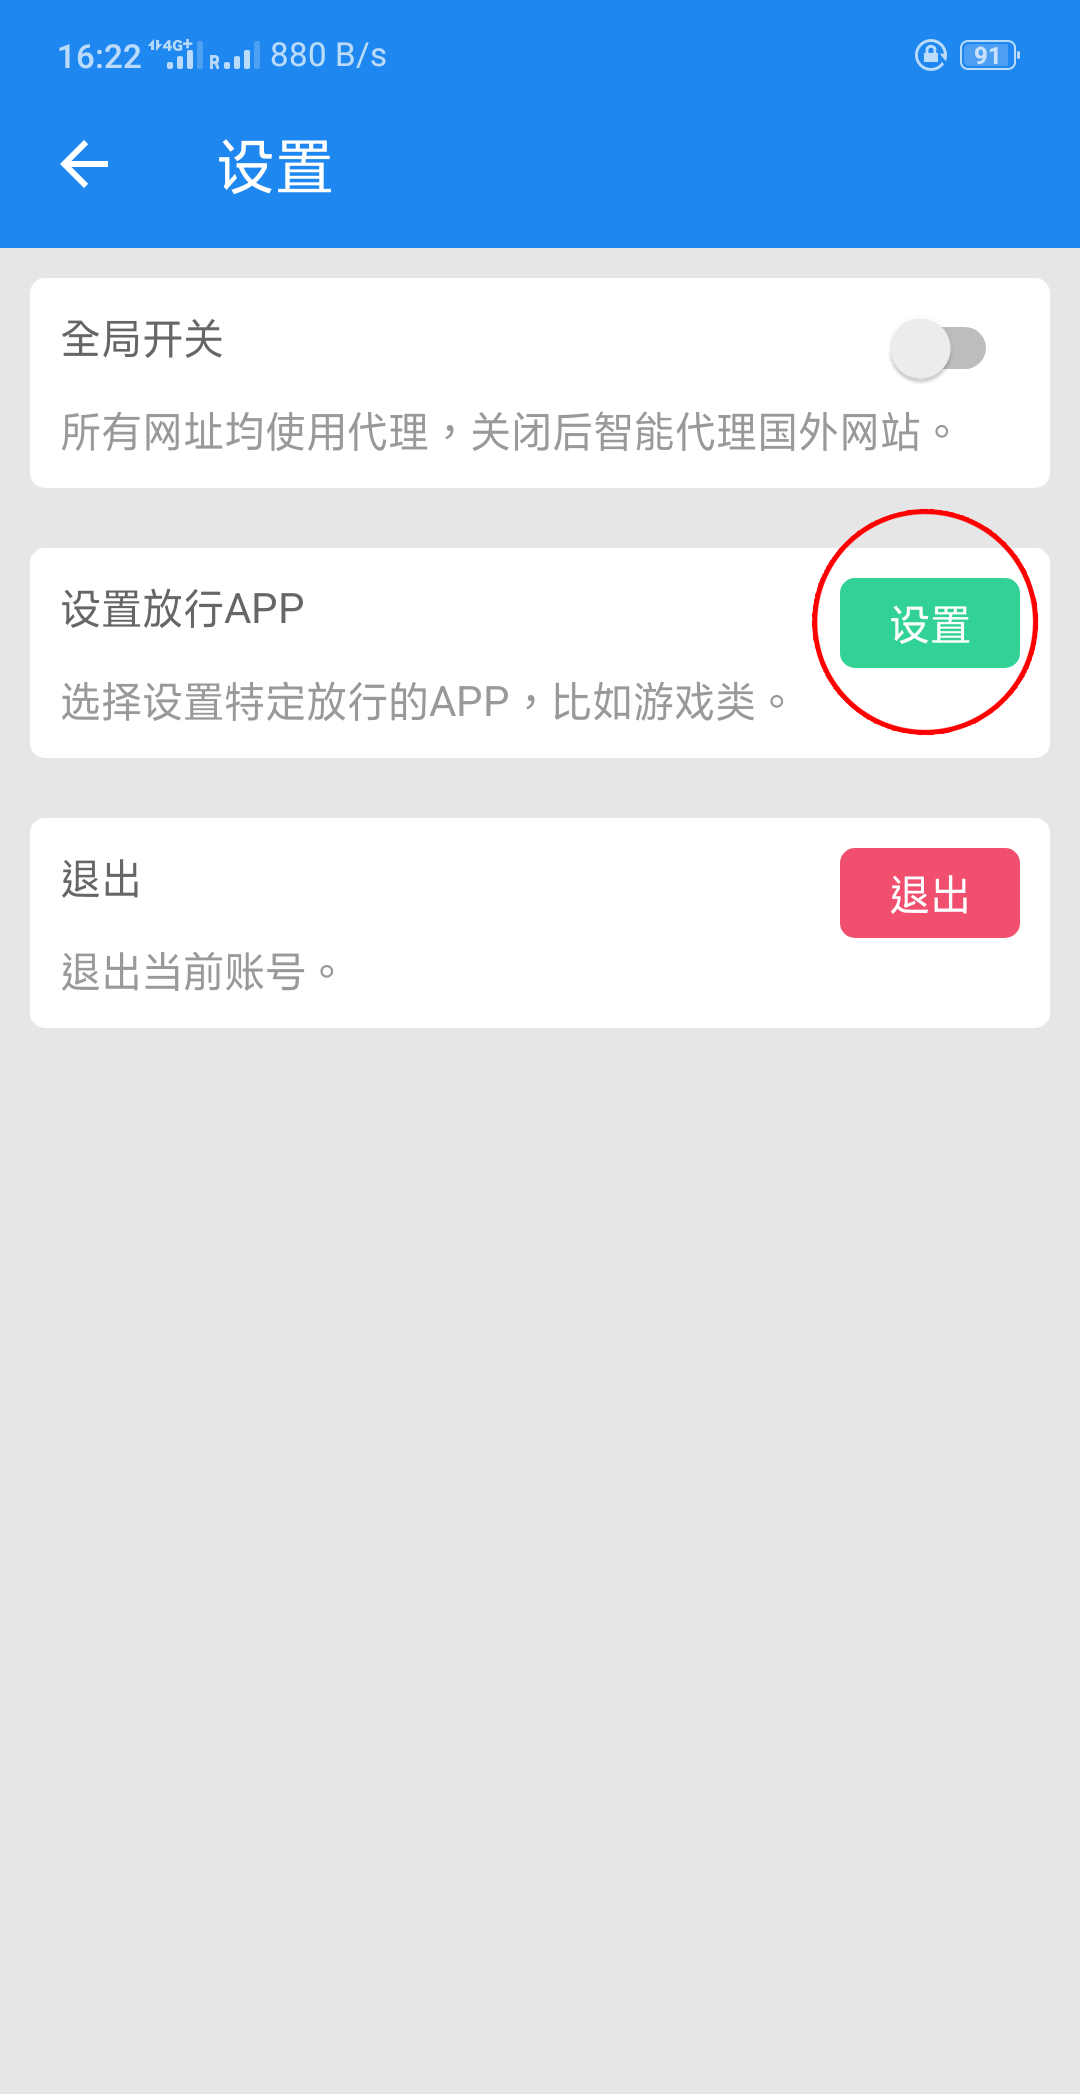 16:22 4G+ R 880 B/s 91
设置
全局开关
所有网址均使用代理，关闭后智能代理国外网站。
设置放行APP
设置
选择设置特定放行的APP，比如游戏类。
退出
退出
退出当前账号。